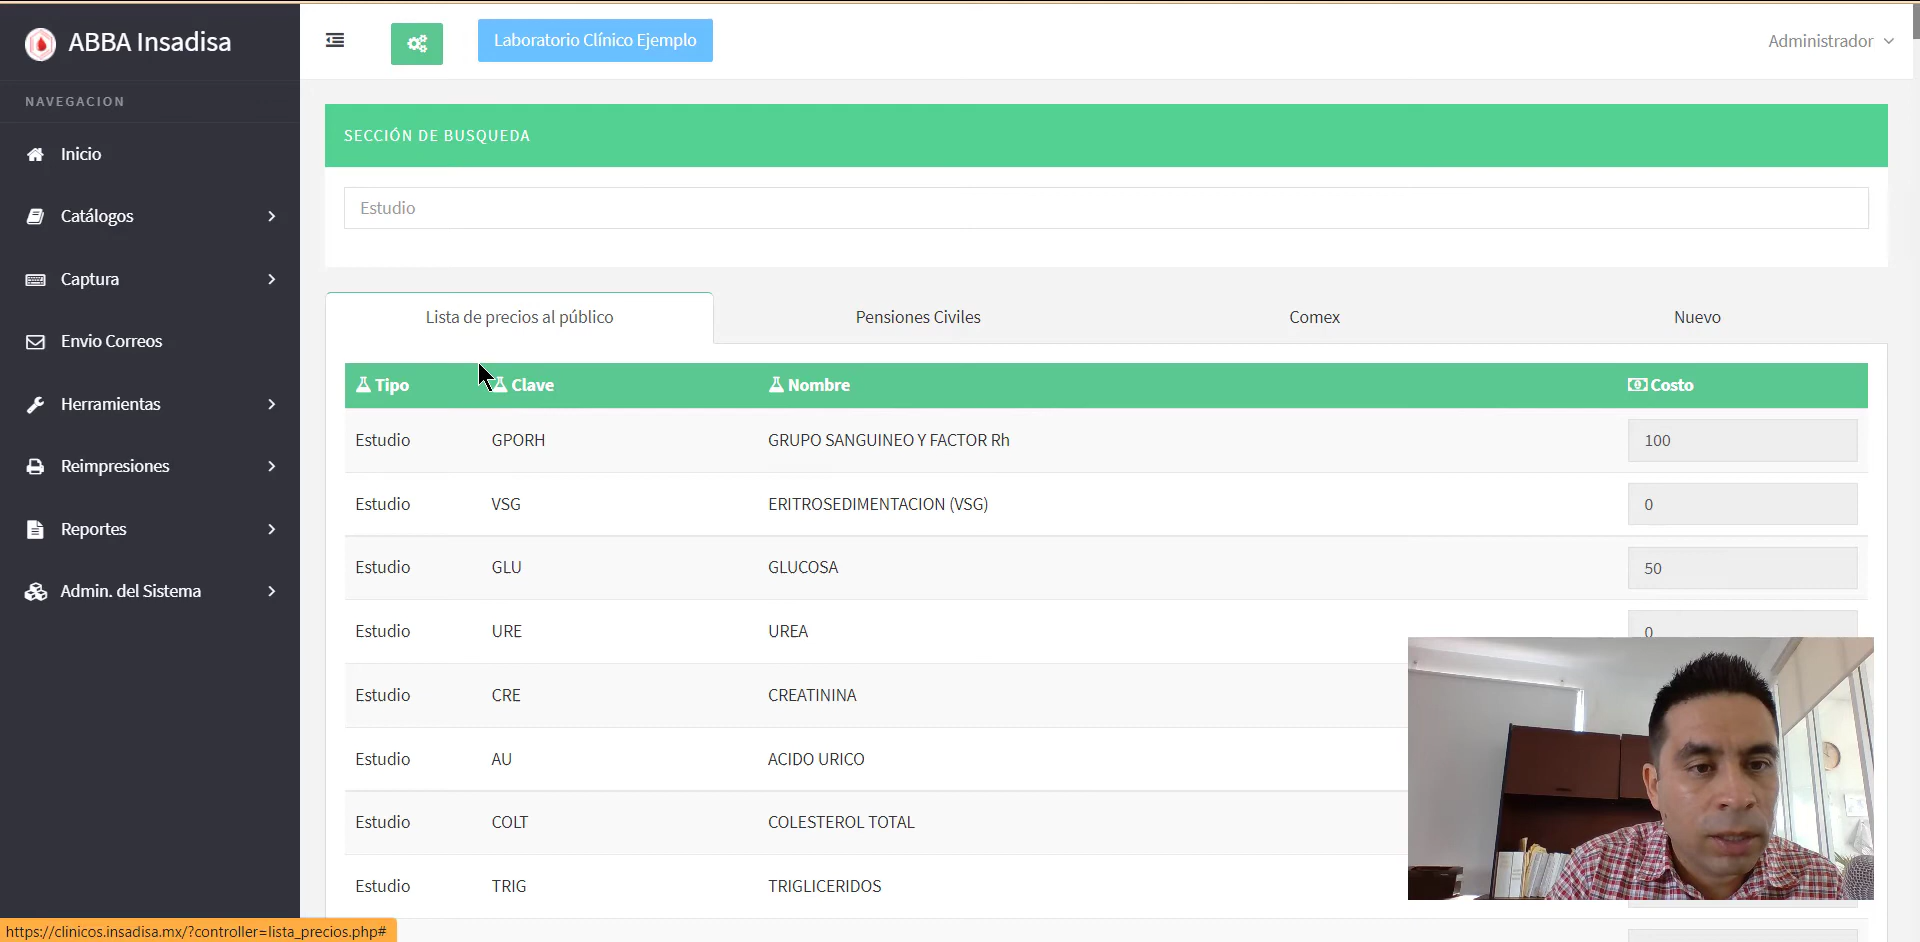 ABBA Insadisa
Laboratorio Clínico Ejemplo
Administrador
NAVEGACION
Inicio
Catálogos
Captura
Envio Correos
Herramientas
Reimpresiones
Reportes
Admin. del Sistema
SECCIÓN DE BUSQUEDA
Estudio
Lista de precios al público Pensiones Civiles Comex Nuevo
Tipo Clave Nombre Costo
Estudio GPORH GRUPO SANGUINEO Y FACTOR Rh 100
Estudio VSG ERITROSEDIMENTACION (VSG) 0
Estudio GLU GLUCOSA 50
Estudio URE UREA 0
Estudio CRE CREATININA
Estudio AU ACIDO URICO
Estudio COLT COLESTEROL TOTAL
Estudio TRIG TRIGLICERIDOS
https://clinicos.insadisa.mx/?controller=lista_precios.php#